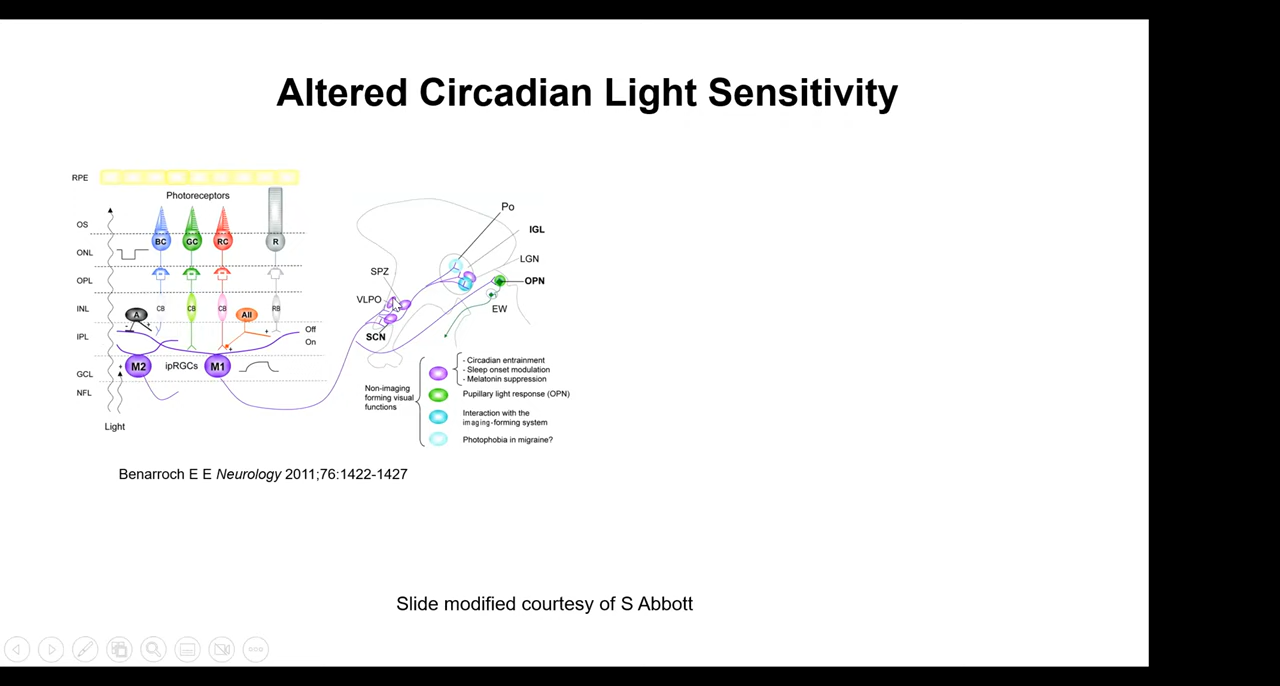 Altered Circadian Light Sensitivity
RPE
Photoreceptors
OS
BC
GC
RC
R
ONL
OPL
INL
A
CB
CB
CB
AII
RB
-
+
+
Off
IPL
On
+
M2
ipRGCs
M1
GCL
+
NFL
Light
Po
IGL
LGN
SPZ
OPN
VLPO
EW
SCN
Non-imaging
forming visual
functions
- Circadian entrainment
- Sleep onset modulation
- Melatonin suppression
Pupillary light response (OPN)
Interaction with the
imaging-forming system
Photophobia in migraine?
Benarroch E E Neurology 2011;76:1422-1427
Slide modified courtesy of S Abbott